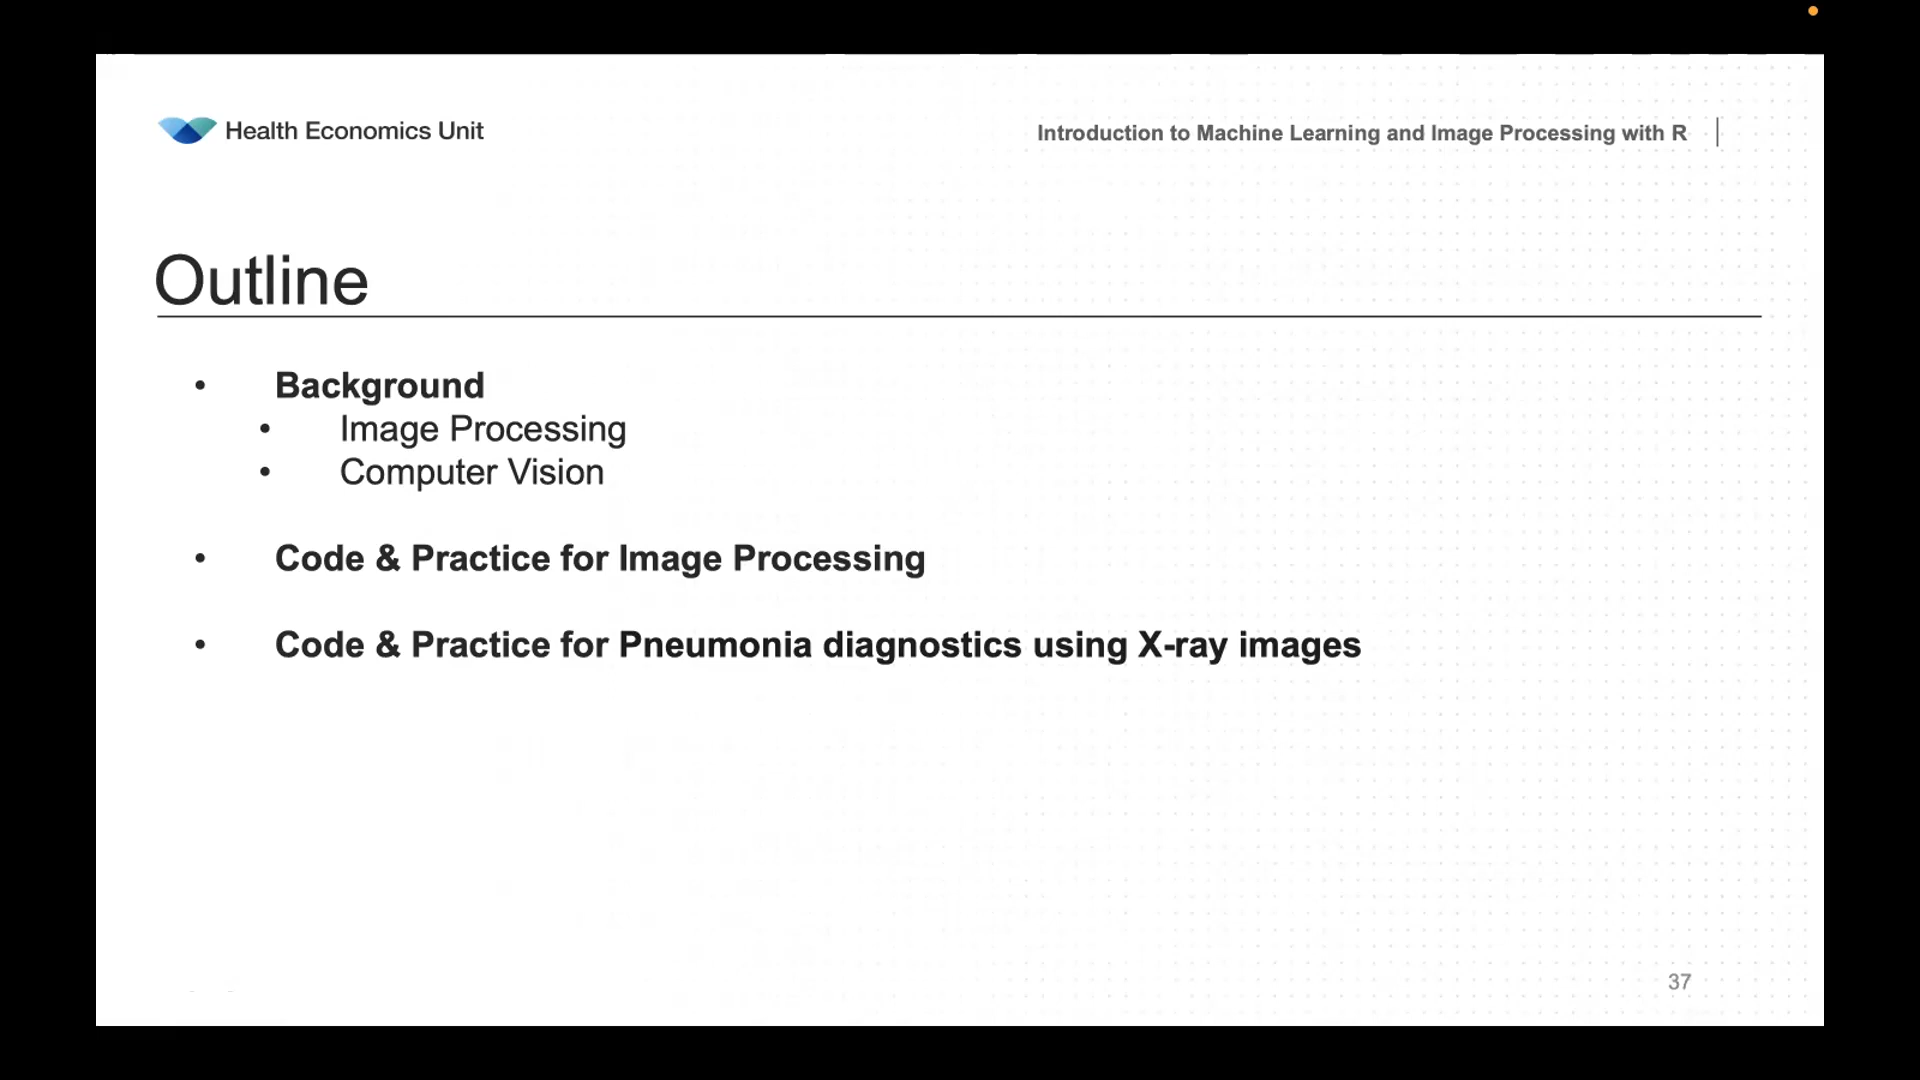 Health Economics Unit
Introduction to Machine Learning and Image Processing with R
Outline
• Background
• Image Processing
• Computer Vision
• Code & Practice for Image Processing
• Code & Practice for Pneumonia diagnostics using X-ray images
37